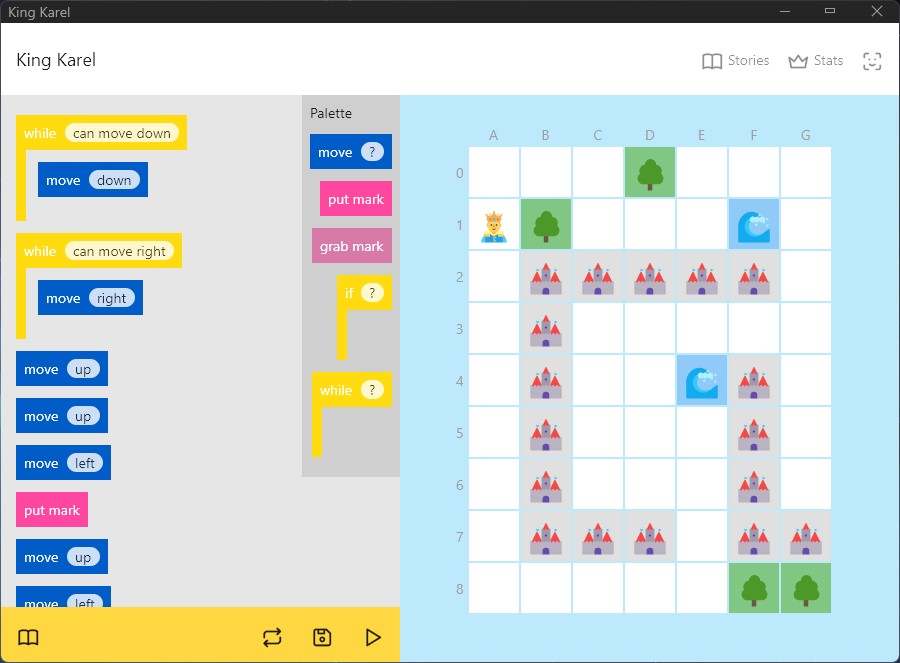 King Karel
King Karel
Stories
Stats
while can move down
move down
while can move right
move right
move up
move up
move left
put mark
move up
move left
Palette
move ?
put mark
grab mark
if ?
while ?
A B C D E F G
0
1
2
3
4
5
6
7
8